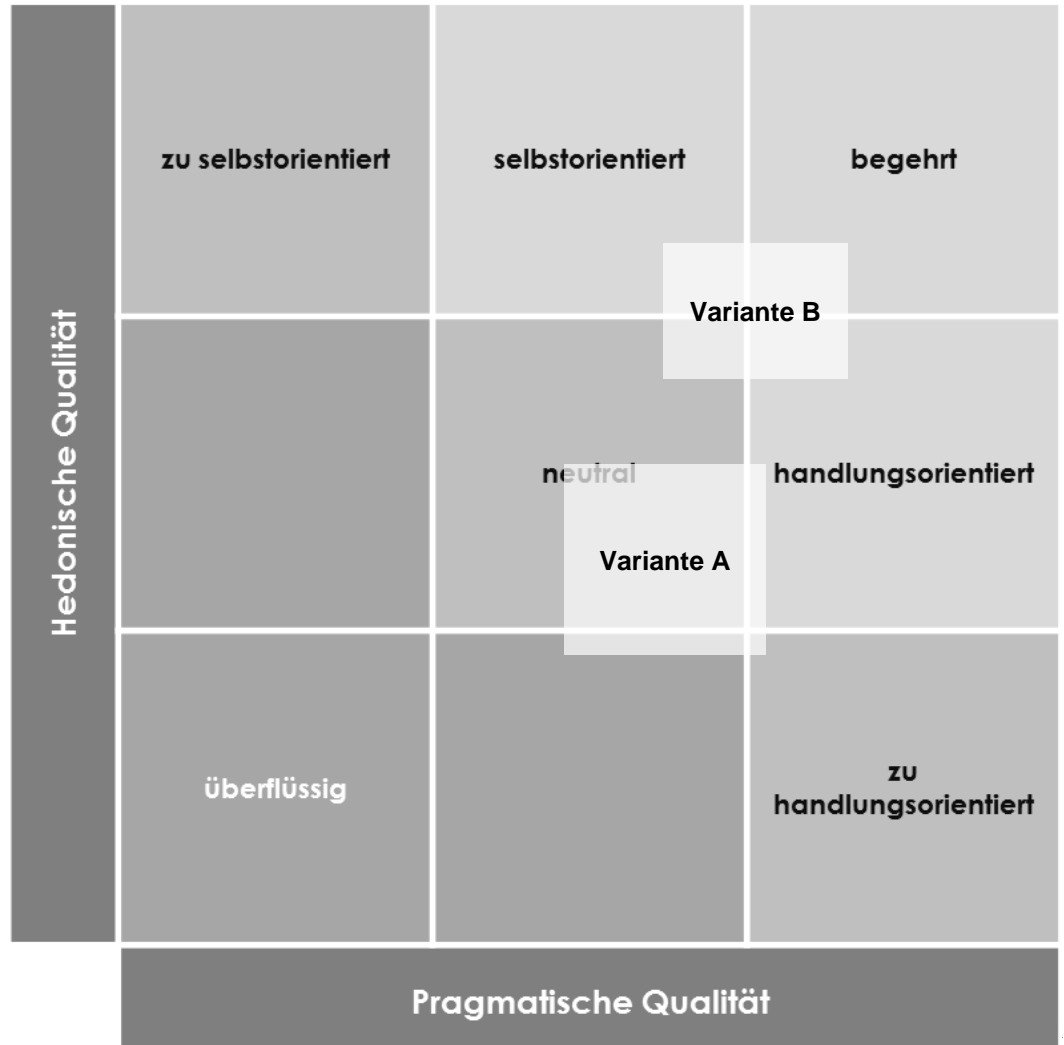 Hedonische Qualität
zu selbstorientiert
selbstorientiert
begehrt
Variante B
neutral
handlungsorientiert
Variante A
überflüssig
zu
handlungsorientiert
Pragmatische Qualität